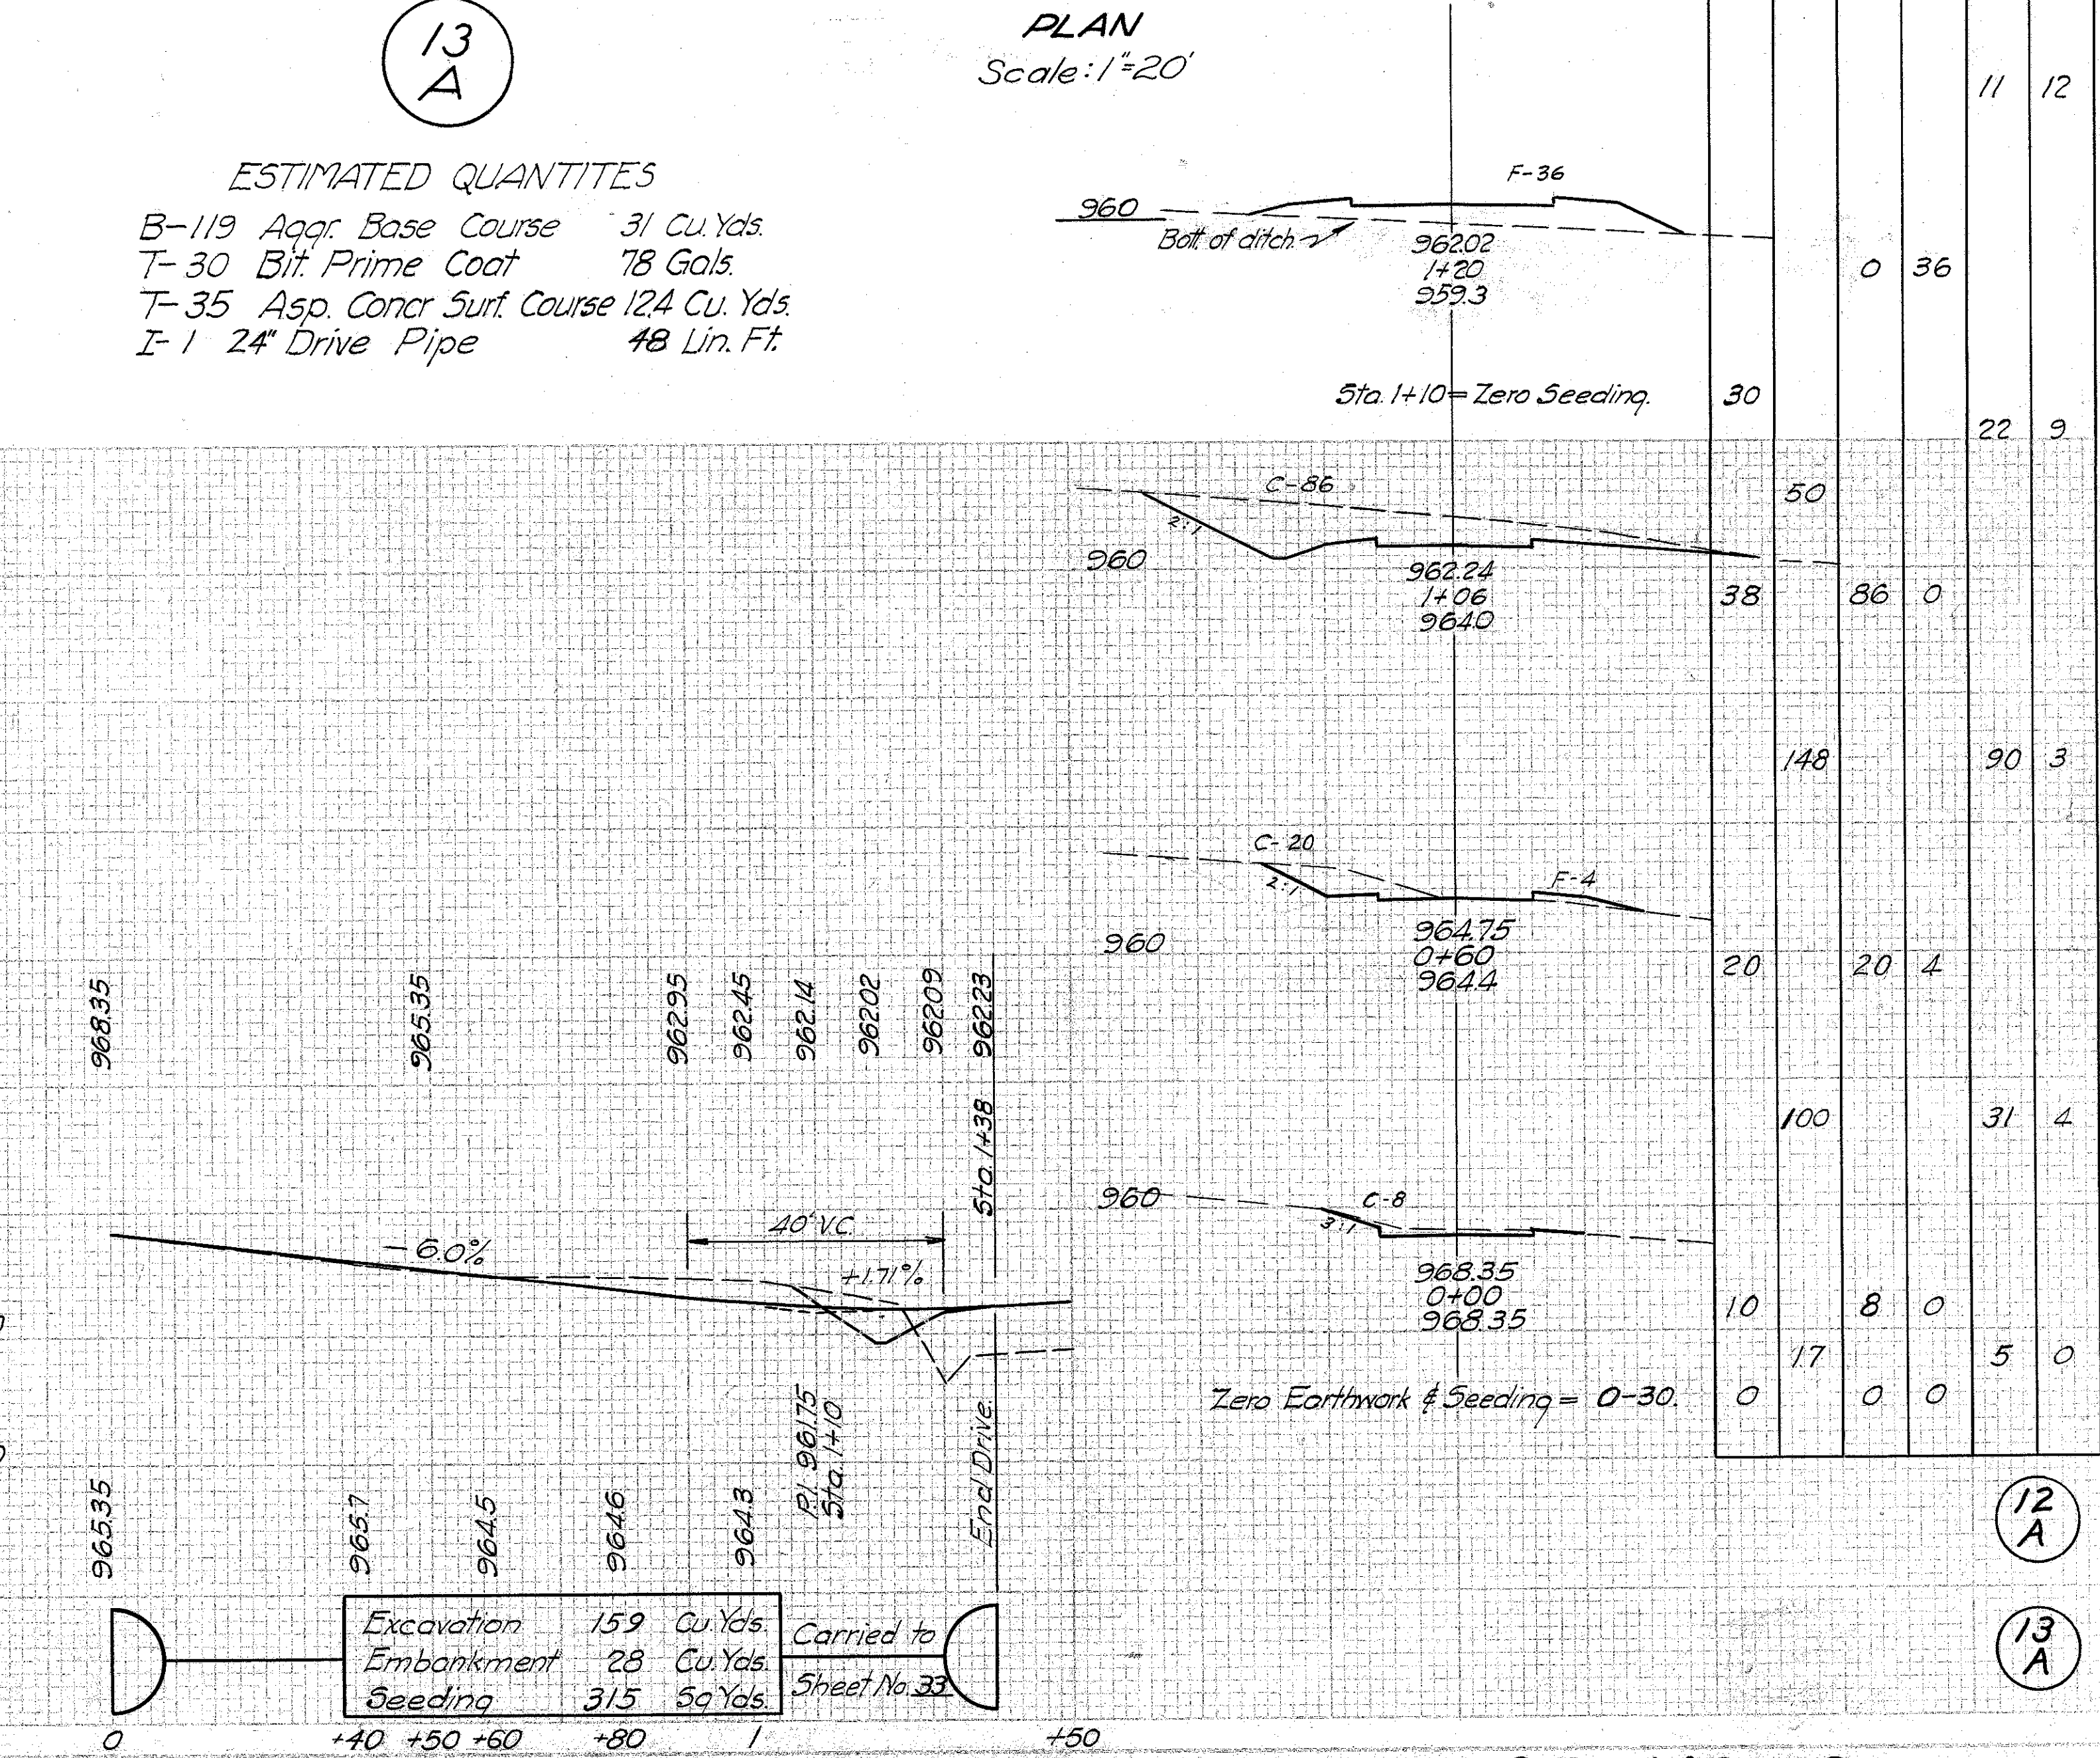 13
A
PLAN
Scale: 1"=20'
ESTIMATED QUANTITES
B-119 Aggr. Base Course 31 Cu. Yds.
T-30 Bit. Prime Coat 78 Gals.
T-35 Asp. Concr Surf. Course 12.4 Cu. Yds.
I-1 24" Drive Pipe 48 Lin. Ft.
11 12
F-36
960
Bott. of ditch
962.02
1+20
959.3
0 36
Sta. 1+10 = Zero Seeding. 30
22 9
C-86
2:1
50
960
962.24
1+06
964.0
38 86 0
148 90 3
C-20
2:1
F-4
960
964.75
0+60
964.4
20 20 4
968.35
965.35
962.95
962.45
962.14
962.02
962.09
Sta. 1+38 962.23
100 31 4
960
C-8
3:1
968.35
0+00
968.35
10 8 0
17 5 0
Zero Earthwork & Seeding = 0-30. 0 0 0
-6.0%
40' V.C.
+1.71%
P.I. 961.75
Sta. 1+10
End Drive.
965.35
965.7
964.5
964.6
964.3
12
A
13
A
Excavation 159 Cu. Yds.
Embankment 28 Cu. Yds.
Seeding 315 Sq Yds.
Carried to
Sheet No. 33
0 +40 +50 +60 +80 1 +50